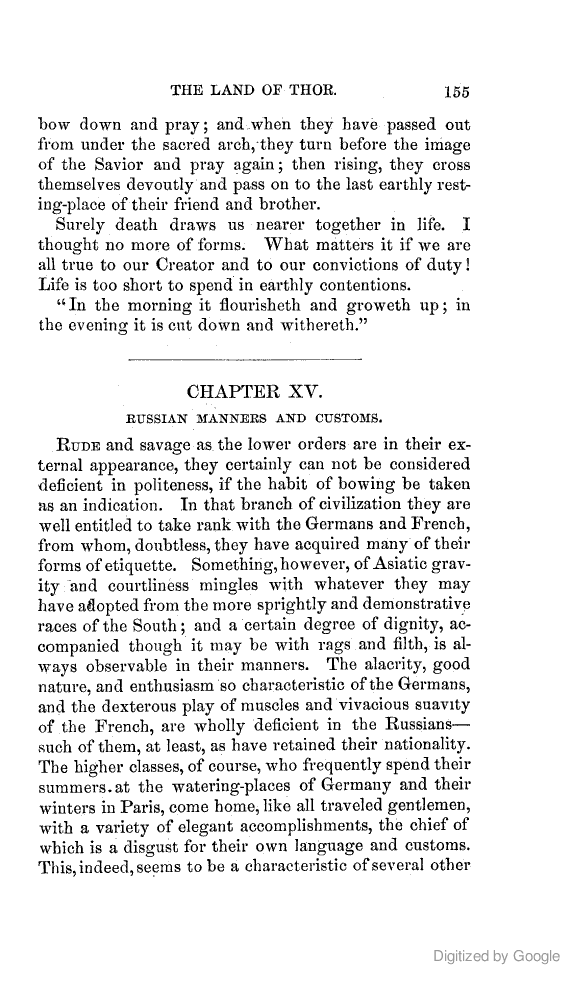 THE LAND OF THOR. 155
bow down and pray; and when they have passed out
from under the sacred arch, they turn before the image
of the Savior and pray again; then rising, they cross
themselves devoutly and pass on to the last earthly rest-
ing-place of their friend and brother.
Surely death draws us nearer together in life. I
thought no more of forms. What matters it if we are
all true to our Creator and to our convictions of duty!
Life is too short to spend in earthly contentions.
“In the morning it flourisheth and groweth up; in
the evening it is cut down and withereth.”
CHAPTER XV.
RUSSIAN MANNERS AND CUSTOMS.
RUDE and savage as the lower orders are in their ex-
ternal appearance, they certainly can not be considered
deficient in politeness, if the habit of bowing be taken
as an indication. In that branch of civilization they are
well entitled to take rank with the Germans and French,
from whom, doubtless, they have acquired many of their
forms of etiquette. Something, however, of Asiatic grav-
ity and courtliness mingles with whatever they may
have adopted from the more sprightly and demonstrative
races of the South; and a certain degree of dignity, ac-
companied though it may be with rags and filth, is al-
ways observable in their manners. The alacrity, good
nature, and enthusiasm so characteristic of the Germans,
and the dexterous play of muscles and vivacious suavity
of the French, are wholly deficient in the Russians—
such of them, at least, as have retained their nationality.
The higher classes, of course, who frequently spend their
summers at the watering-places of Germany and their
winters in Paris, come home, like all traveled gentlemen,
with a variety of elegant accomplishments, the chief of
which is a disgust for their own language and customs.
This, indeed, seems to be a characteristic of several other
Digitized by Google